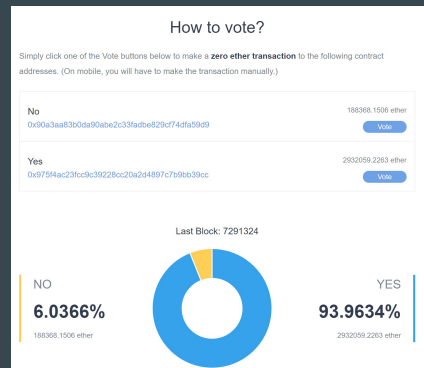 How to vote?
Simply click one of the Vote buttons below to make a zero ether transaction to the following contract
addresses. (On mobile, you will have to make the transaction manually.)
No
188368.1506 ether
0x90a3aa83b0da90abe2c33fadbe829cf74dfa59d9
Vote
Yes
2932059.2263 ether
0x975f4ac23fcc9c39228cc20a2d4897c7b9bb39cc
Vote
Last Block: 7291324
NO
YES
6.0366%
93.9634%
188368.1506 ether
2932059.2263 ether